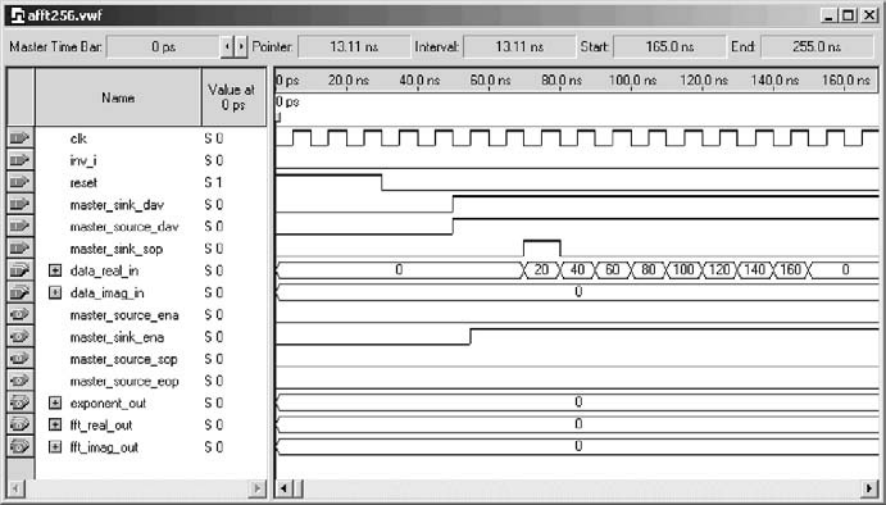 afft256.vwf
Master Time Bar: 0 ps Pointer: 13.11 ns Interval: 13.11 ns Start: 165.0 ns End: 255.0 ns
Name Value at 0 ps 0 ps 20.0 ns 40.0 ns 60.0 ns 80.0 ns 100.0 ns 120.0 ns 140.0 ns 160.0 ns
0 ps
clk S 0
inv_i S 0
reset S 1
master_sink_dav S 0
master_source_dav S 0
master_sink_sop S 0
data_real_in S 0 0 20 40 60 80 100 120 140 160 0
data_imag_in S 0 0
master_source_ena S 0
master_sink_ena S 0
master_source_sop S 0
master_source_eop S 0
exponent_out S 0 0
fft_real_out S 0 0
fft_imag_out S 0 0